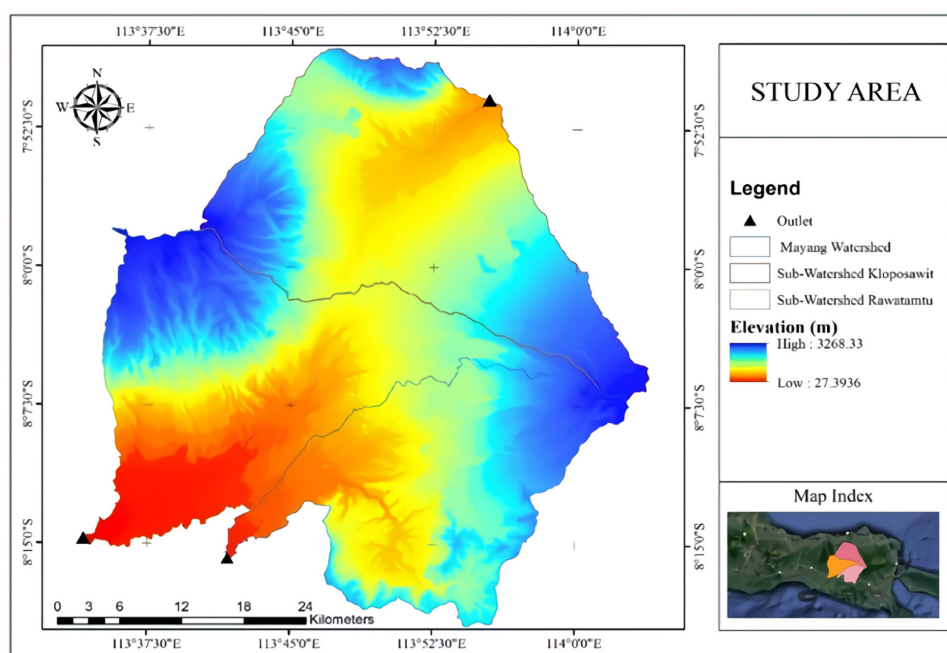 113°37'30"E 113°45'0"E 113°52'30"E 114°0'0"E
N
W E
S
7°52'30"S 7°52'30"S
8°0'0"S 8°0'0"S
8°7'30"S 8°7'30"S
8°15'0"S 8°15'0"S
0 3 6 12 18 24
Kilometers
113°37'30"E 113°45'0"E 113°52'30"E 114°0'0"E
STUDY AREA
Legend
Outlet
Mayang Watershed
Sub-Watershed Kloposawit
Sub-Watershed Rawatamtu
Elevation (m)
High : 3268.33
Low : 27.3936
Map Index